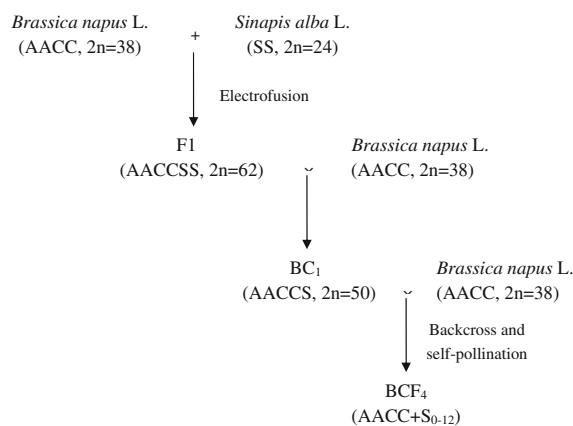 Brassica napus L. + Sinapis alba L.
(AACC, 2n=38) (SS, 2n=24)
Electrofusion
F1 Brassica napus L.
(AACCSS, 2n=62) × (AACC, 2n=38)
BC₁ Brassica napus L.
(AACCS, 2n=50) × (AACC, 2n=38)
Backcross and
self-pollination
BCF₄
(AACC+S₀₋₁₂)